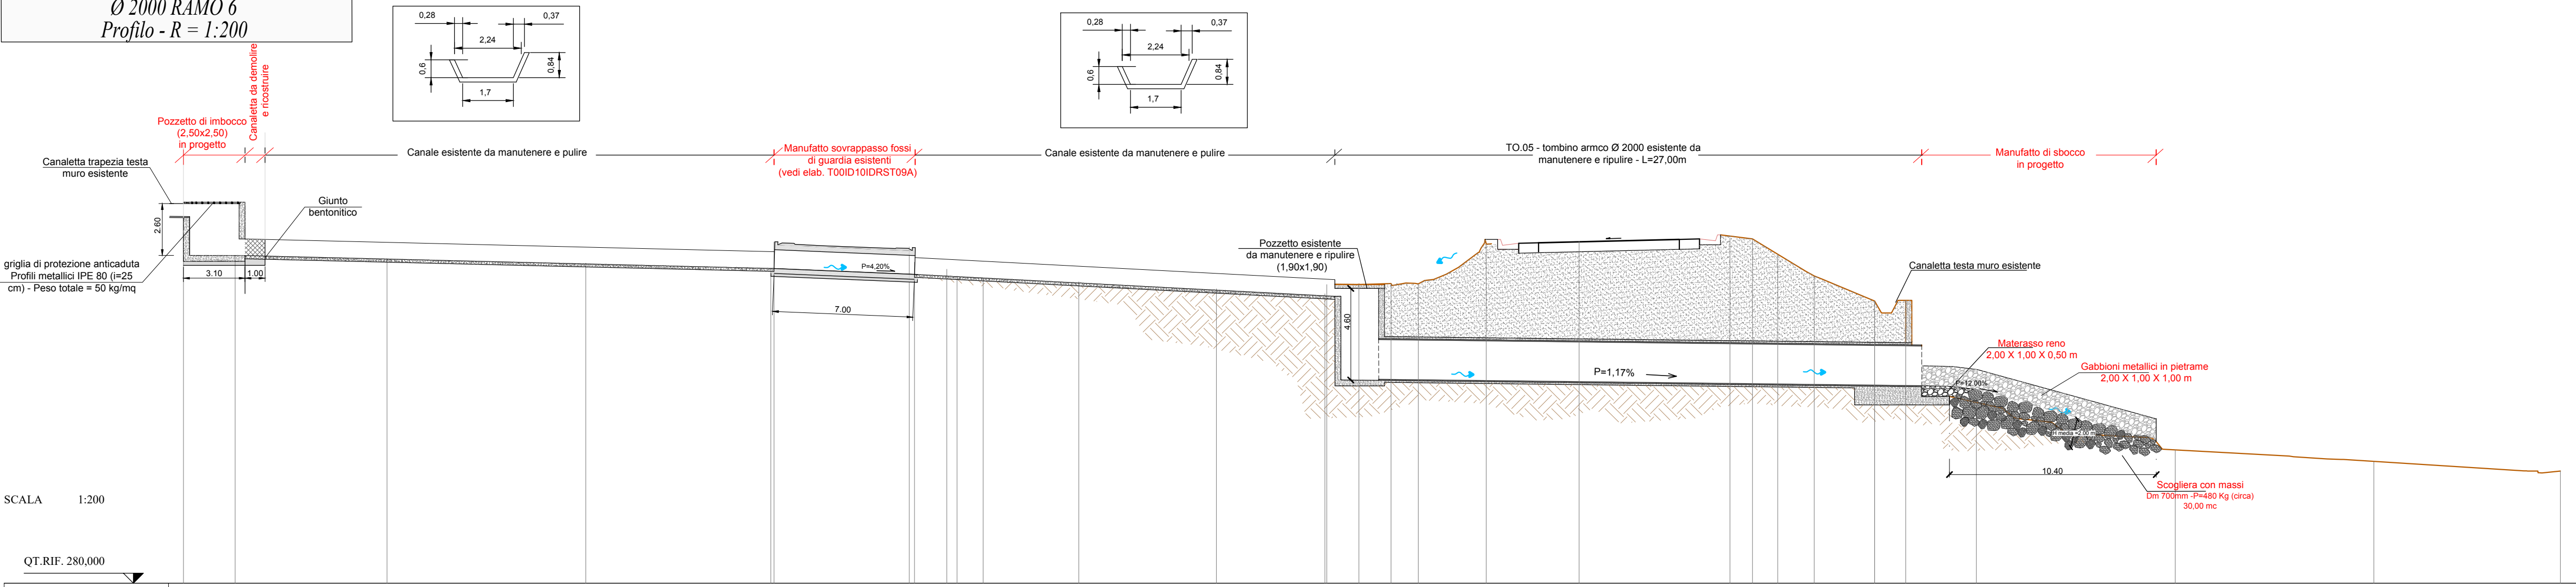 Ø 2000 RAMO 6
Profilo - R = 1:200
0,28
0,37
2,24
0,6
0,84
1,7
0,28
0,37
2,24
0,6
0,84
1,7
Canaletta da demolire
e ricostruire
Pozzetto di imbocco
(2,50x2,50)
in progetto
Canale esistente da manutenere e pulire
Manufatto sovrappasso fossi
di guardia esistenti
(vedi elab. T00ID10IDRST09A)
Canale esistente da manutenere e pulire
TO.05 - tombino armco Ø 2000 esistente da
manutenere e ripulire - L=27,00m
Manufatto di sbocco
in progetto
Canaletta trapezia testa
muro esistente
Giunto
bentonitico
2.60
griglia di protezione anticaduta
Profili metallici IPE 80 (i=25
cm) - Peso totale = 50 kg/mq
3.10
1.00
P=4,20%
7.00
Pozzetto esistente
da manutenere e ripulire
(1,90x1,90)
4.60
Canaletta testa muro esistente
P=1,17%
Materasso reno
2,00 X 1,00 X 0,50 m
Gabbioni metallici in pietrame
2,00 X 1,00 X 1,00 m
P=12,00%
H media =2.00 m
10.40
Scogliera con massi
Dm 700mm -P=480 Kg (circa)
30,00 mc
SCALA 1:200
QT.RIF. 280,000